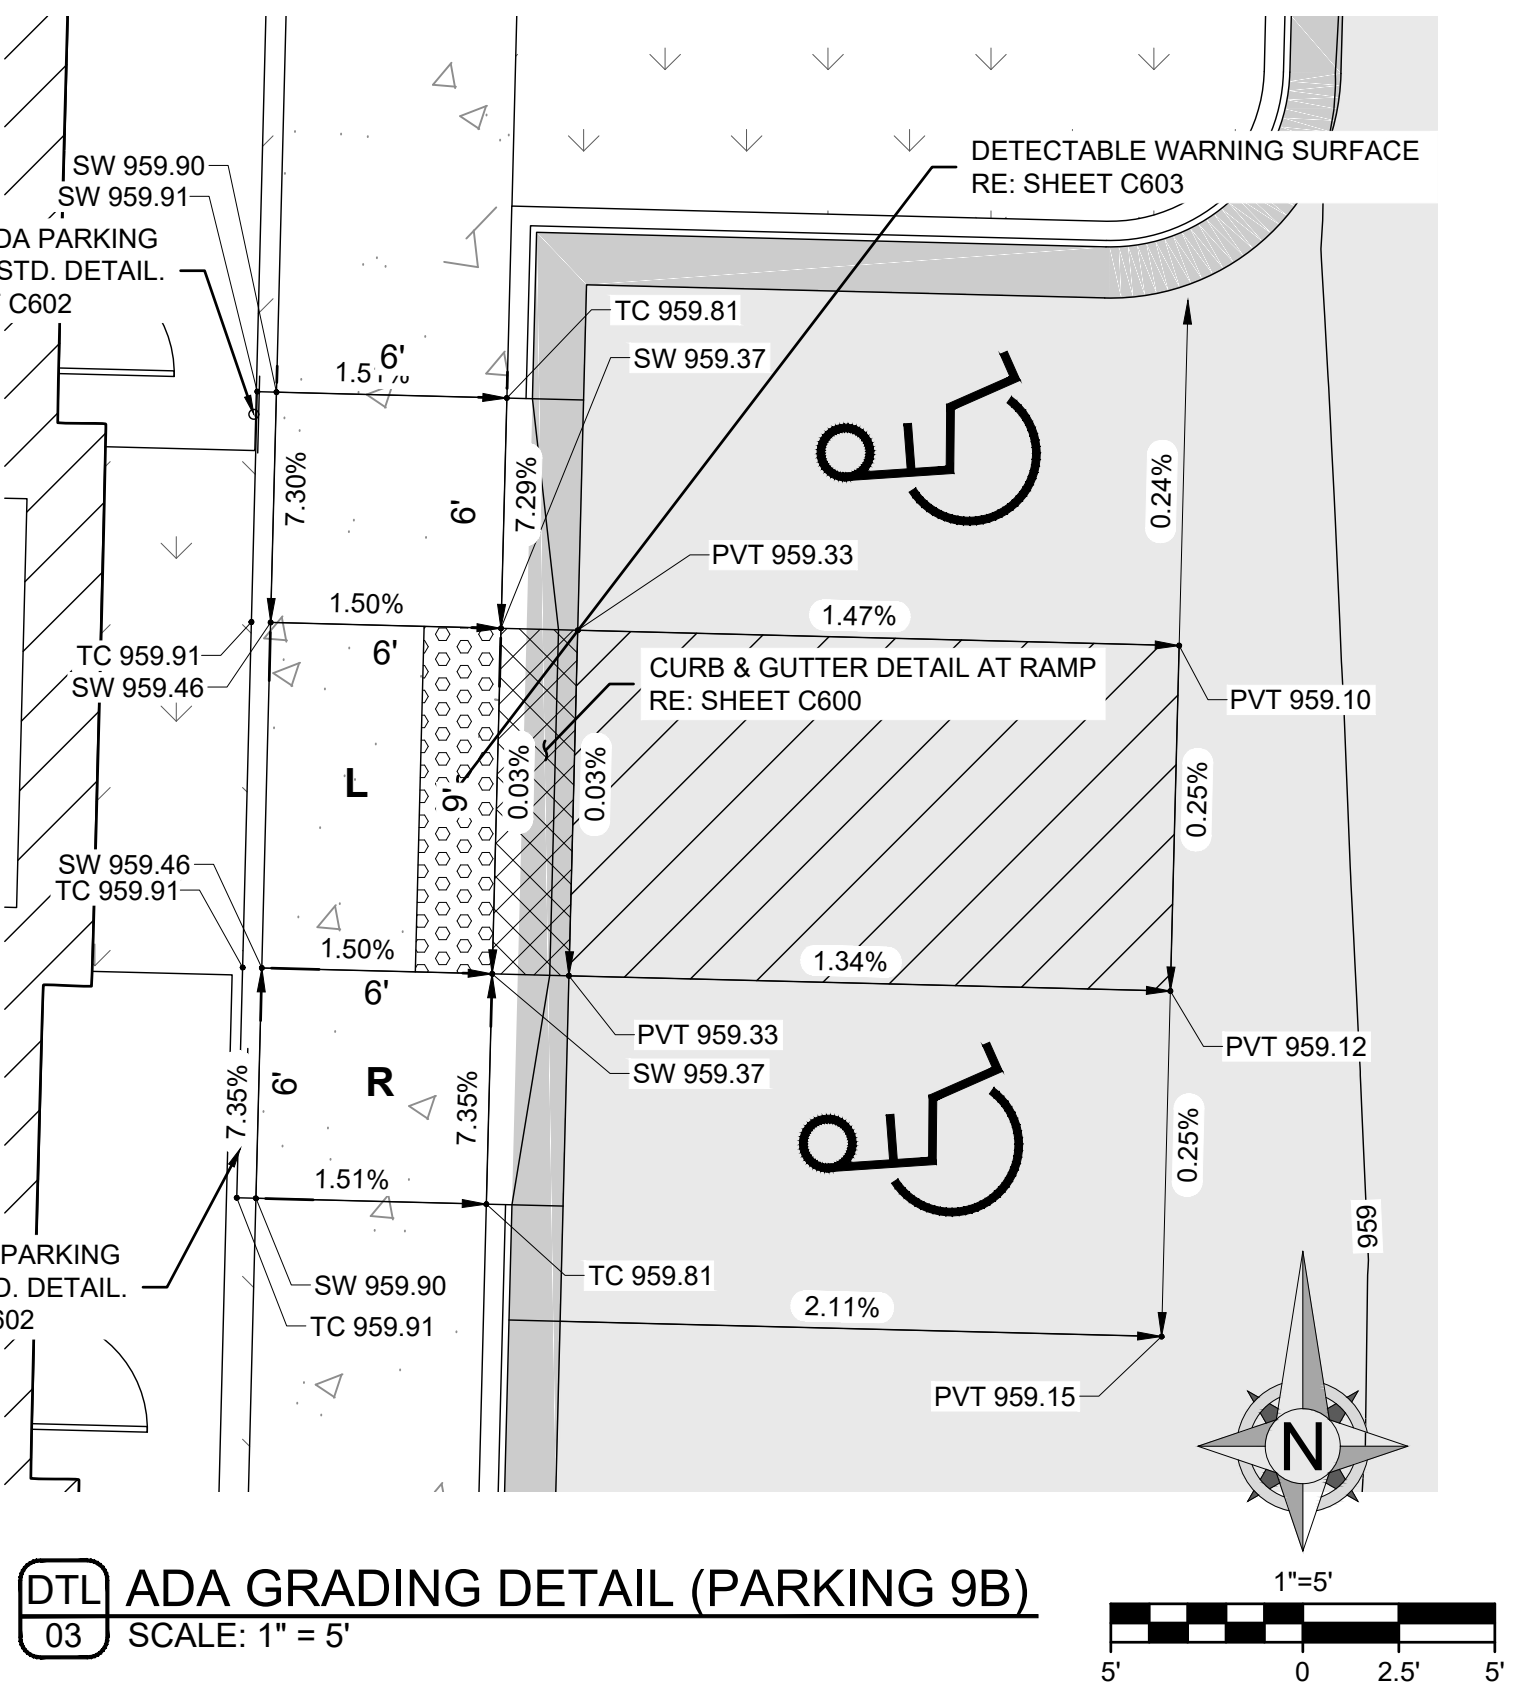 SW 959.90
SW 959.91
DETECTABLE WARNING SURFACE
RE: SHEET C603
DA PARKING
STD. DETAIL.
C602
TC 959.81
6'
SW 959.37
7.30%
6'
7.29%
0.24%
PVT 959.33
1.50%
1.47%
6'
TC 959.91
SW 959.46
CURB & GUTTER DETAIL AT RAMP
RE: SHEET C600
PVT 959.10
L
9'
0.03%
0.03%
0.25%
SW 959.46
TC 959.91
1.50%
1.34%
6'
PVT 959.33
SW 959.37
PVT 959.12
7.35%
6'
R
7.35%
0.25%
1.51%
PARKING
D. DETAIL.
602
SW 959.90
TC 959.91
TC 959.81
2.11%
959
PVT 959.15
N
DTL
03
ADA GRADING DETAIL (PARKING 9B)
SCALE: 1" = 5'
1"=5'
5' 0 2.5' 5'